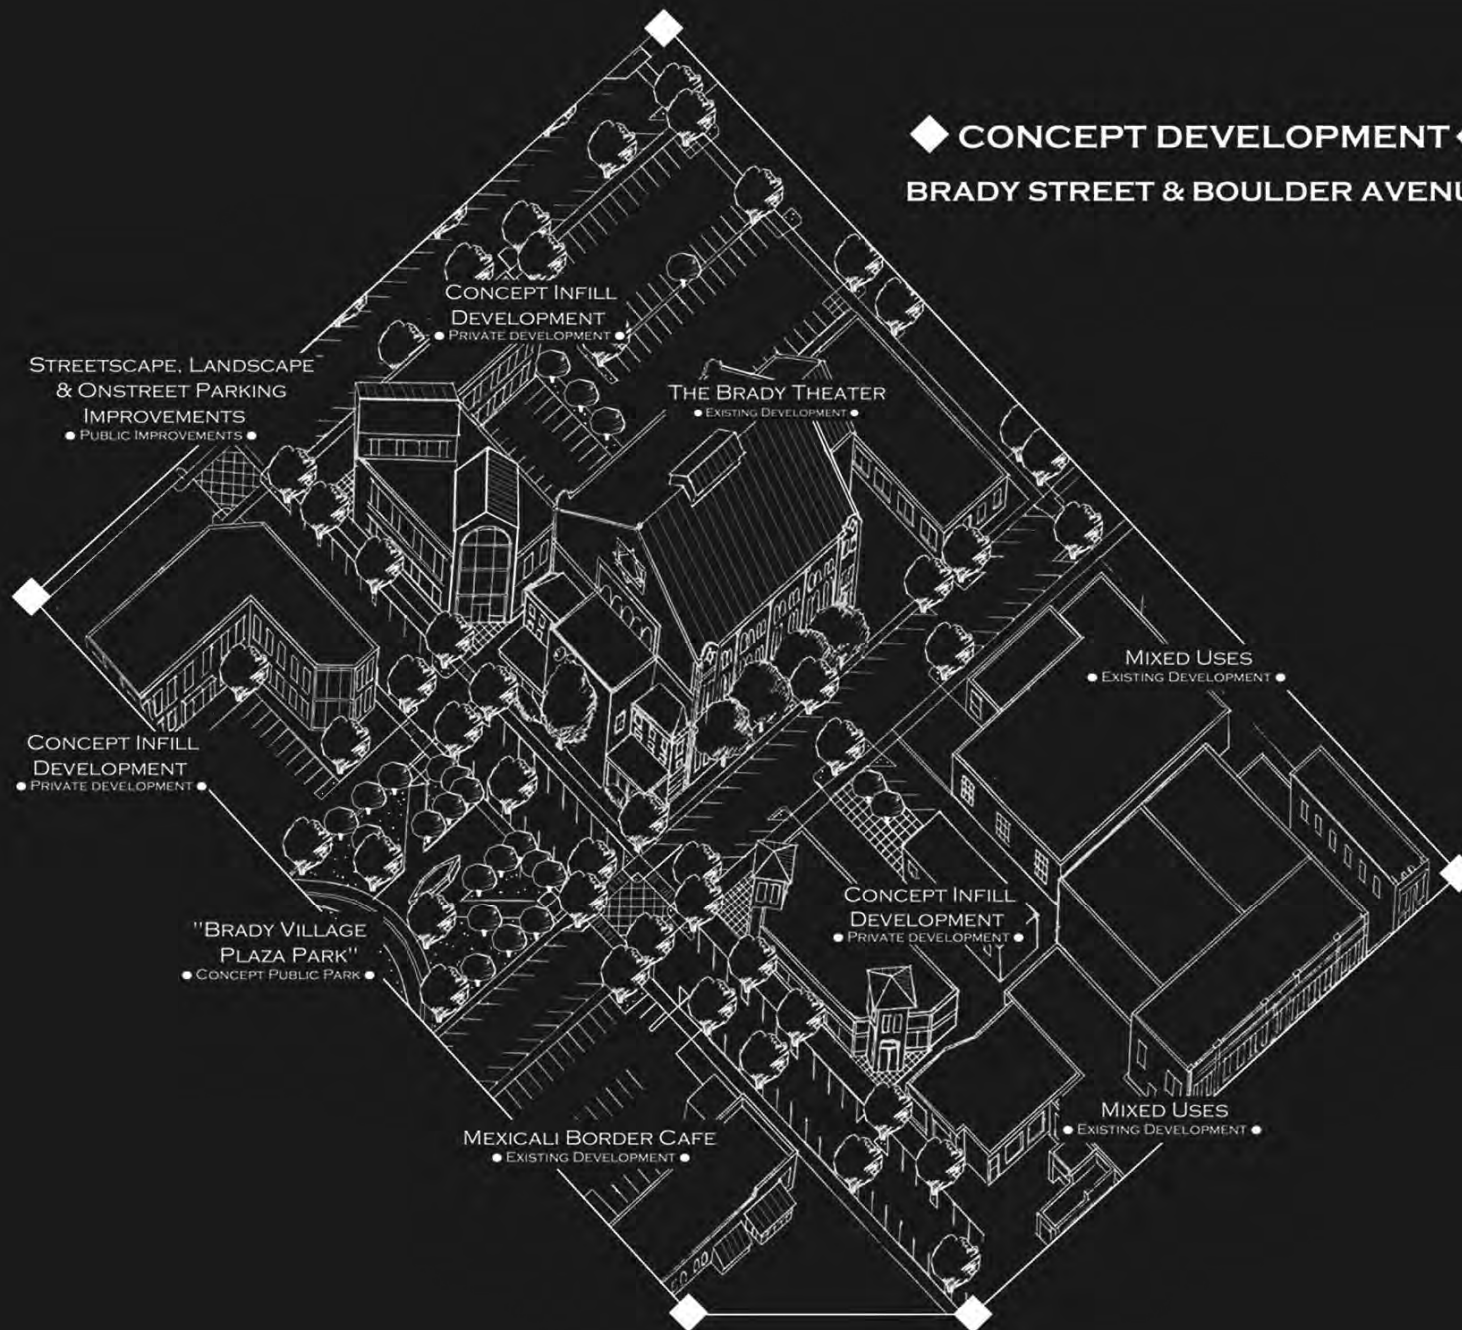 ◆ CONCEPT DEVELOPMENT
BRADY STREET & BOULDER AVENU
CONCEPT INFILL
DEVELOPMENT
• PRIVATE DEVELOPMENT •
STREETSCAPE, LANDSCAPE
& ONSTREET PARKING
IMPROVEMENTS
• PUBLIC IMPROVEMENTS •
THE BRADY THEATER
• EXISTING DEVELOPMENT •
MIXED USES
• EXISTING DEVELOPMENT •
CONCEPT INFILL
DEVELOPMENT
• PRIVATE DEVELOPMENT •
CONCEPT INFILL
DEVELOPMENT
• PRIVATE DEVELOPMENT •
"BRADY VILLAGE
PLAZA PARK"
• CONCEPT PUBLIC PARK •
MIXED USES
• EXISTING DEVELOPMENT •
MEXICALI BORDER CAFE
• EXISTING DEVELOPMENT •